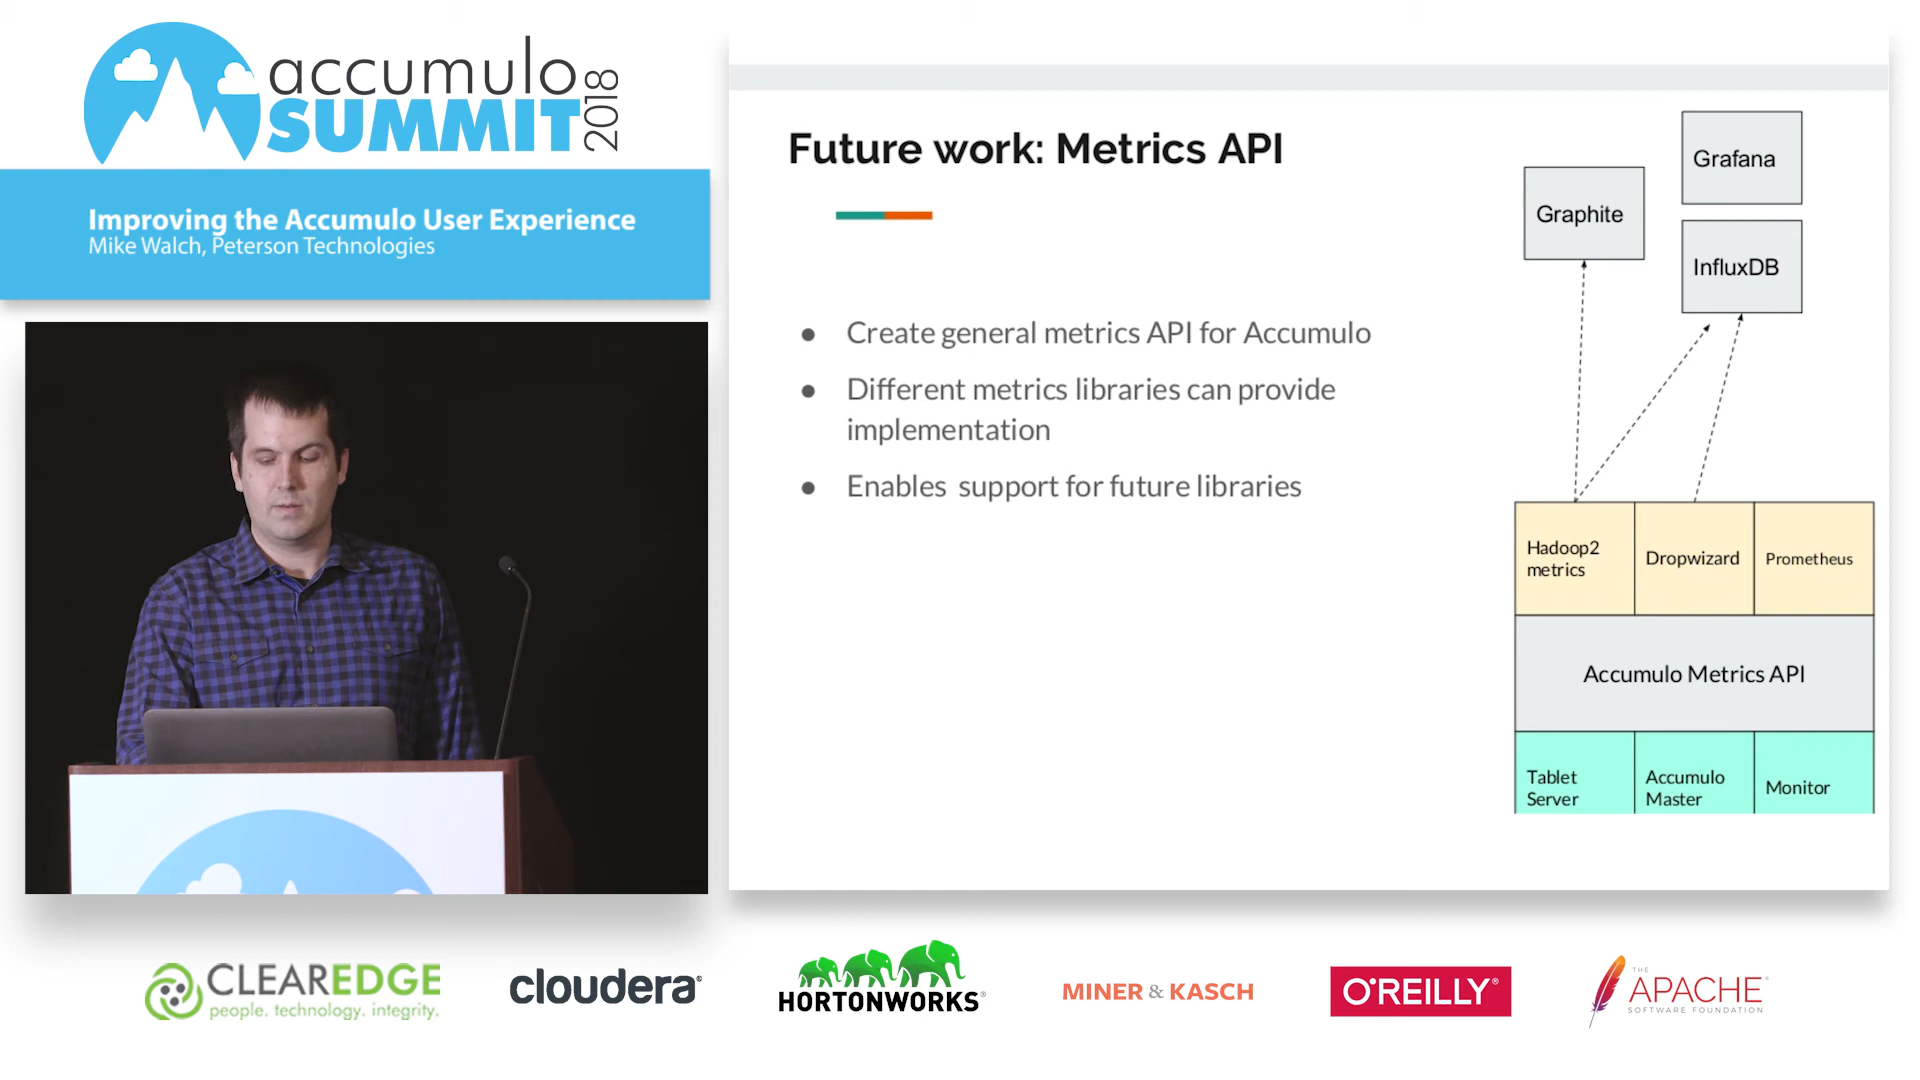 accumulo
SUMMIT
2018
Improving the Accumulo User Experience
Mike Walch, Peterson Technologies
Future work: Metrics API
● Create general metrics API for Accumulo
● Different metrics libraries can provide
implementation
● Enables  support for future libraries
Grafana
Graphite
InfluxDB
Hadoop2
metrics
Dropwizard
Prometheus
Accumulo Metrics API
Tablet
Server
Accumulo
Master
Monitor
CLEAREDGE
people. technology. integrity.
cloudera®
HORTONWORKS®
MINER & KASCH
O'REILLY®
THE
APACHE®
SOFTWARE FOUNDATION